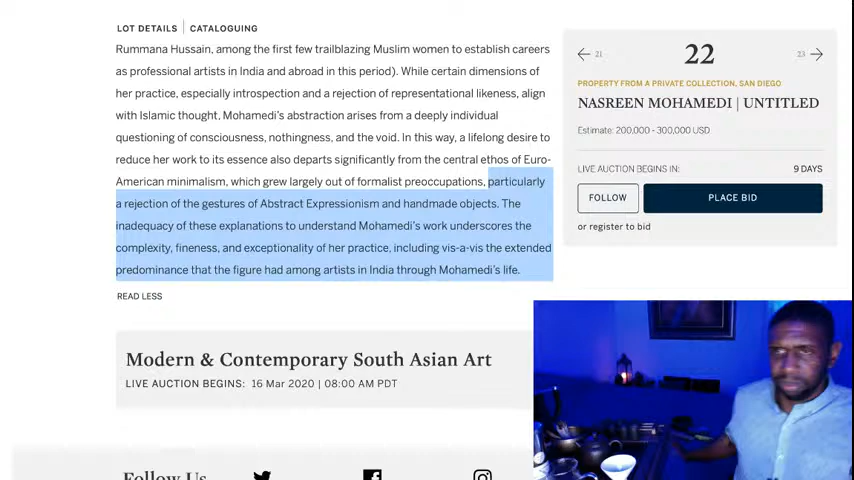 LOT DETAILS | CATALOGUING
Rummana Hussain, among the first few trailblazing Muslim women to establish careers
as professional artists in India and abroad in this period). While certain dimensions of
her practice, especially introspection and a rejection of representational likeness, align
with Islamic thought, Mohamedi's abstraction arises from a deeply individual
questioning of consciousness, nothingness, and the void. In this way, a lifelong desire to
reduce her work to its essence also departs significantly from the central ethos of Euro-
American minimalism, which grew largely out of formalist preoccupations, particularly
a rejection of the gestures of Abstract Expressionism and handmade objects. The
inadequacy of these explanations to understand Mohamedi's work underscores the
complexity, fineness, and exceptionality of her practice, including vis-a-vis the extended
predominance that the figure had among artists in India through Mohamedi's life.
READ LESS
21
22
23
PROPERTY FROM A PRIVATE COLLECTION, SAN DIEGO
NASREEN MOHAMEDI | UNTITLED
Estimate: 200,000 - 300,000 USD
LIVE AUCTION BEGINS IN: 9 DAYS
FOLLOW
PLACE BID
or register to bid
Modern & Contemporary South Asian Art
LIVE AUCTION BEGINS: 16 Mar 2020 | 08:00 AM PDT
Follow Us